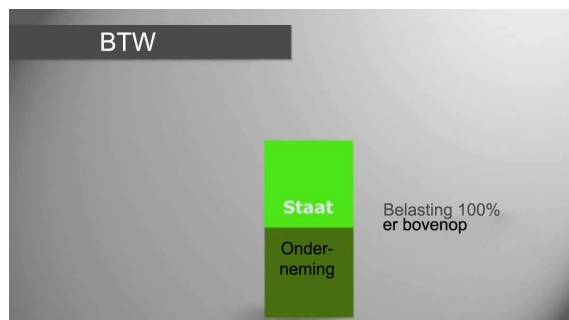 BTW
Staat
Belasting 100%
er bovenop
Onder-
neming